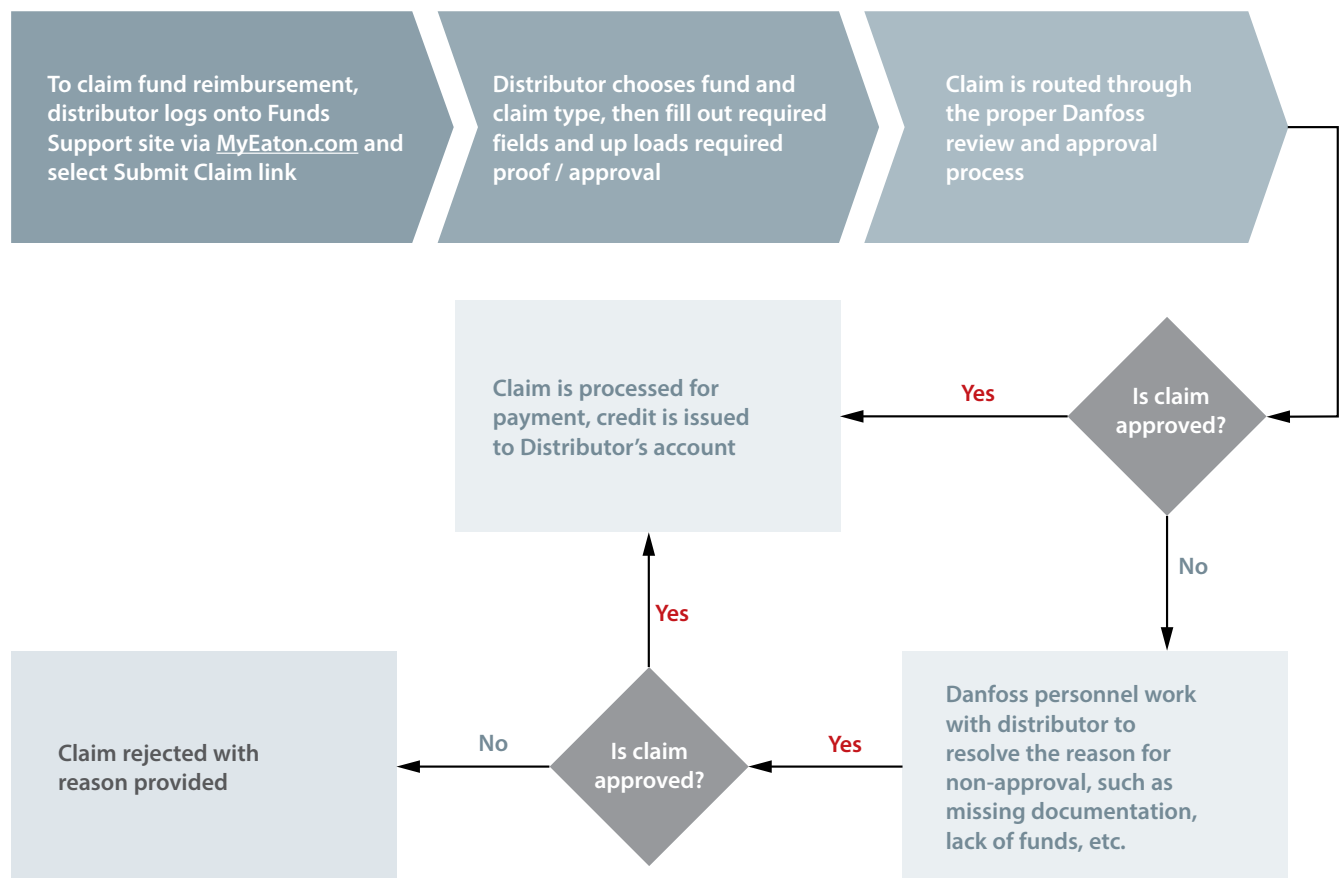 To claim fund reimbursement,
distributor logs onto Funds
Support site via MyEaton.com and
select Submit Claim link
Distributor chooses fund and
claim type, then fill out required
fields and up loads required
proof / approval
Claim is routed through
the proper Danfoss
review and approval
process
Is claim
approved?
Yes
Claim is processed for
payment, credit is issued
to Distributor’s account
No
Danfoss personnel work
with distributor to
resolve the reason for
non-approval, such as
missing documentation,
lack of funds, etc.
Yes
Is claim
approved?
Yes
No
Claim rejected with
reason provided